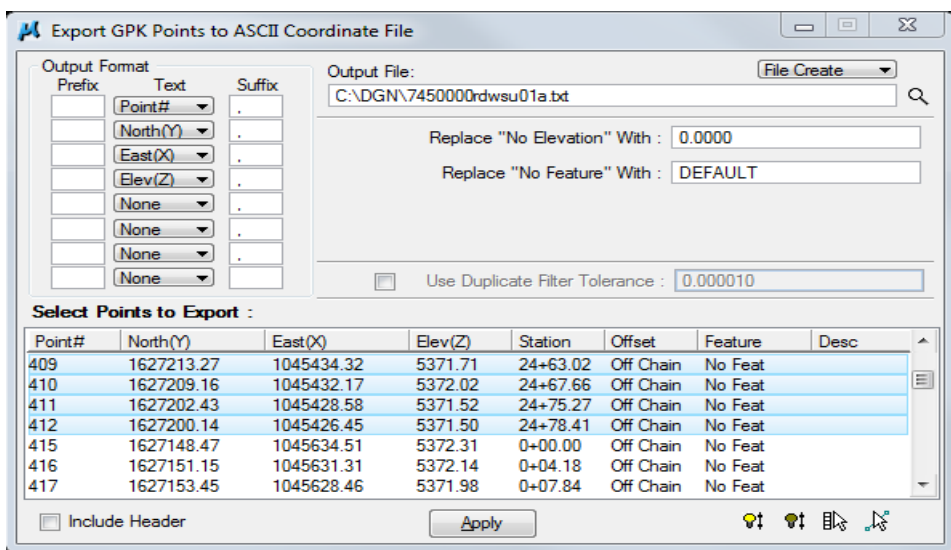 Export GPK Points to ASCII Coordinate File
Output Format
Prefix Text Suffix
Point# ,
North(Y) ,
East(X) ,
Elev(Z) ,
None ,
None ,
None ,
None
Output File:
File Create
C:\DGN\7450000rdwsu01a.txt
Replace "No Elevation" With : 0.0000
Replace "No Feature" With : DEFAULT
Use Duplicate Filter Tolerance : 0.000010
Select Points to Export :
Point# North(Y) East(X) Elev(Z) Station Offset Feature Desc
409 1627213.27 1045434.32 5371.71 24+63.02 Off Chain No Feat
410 1627209.16 1045432.17 5372.02 24+67.66 Off Chain No Feat
411 1627202.43 1045428.58 5371.52 24+75.27 Off Chain No Feat
412 1627200.14 1045426.45 5371.50 24+78.41 Off Chain No Feat
415 1627148.47 1045634.51 5372.31 0+00.00 Off Chain No Feat
416 1627151.15 1045631.31 5372.14 0+04.18 Off Chain No Feat
417 1627153.45 1045628.46 5371.98 0+07.84 Off Chain No Feat
Include Header
Apply